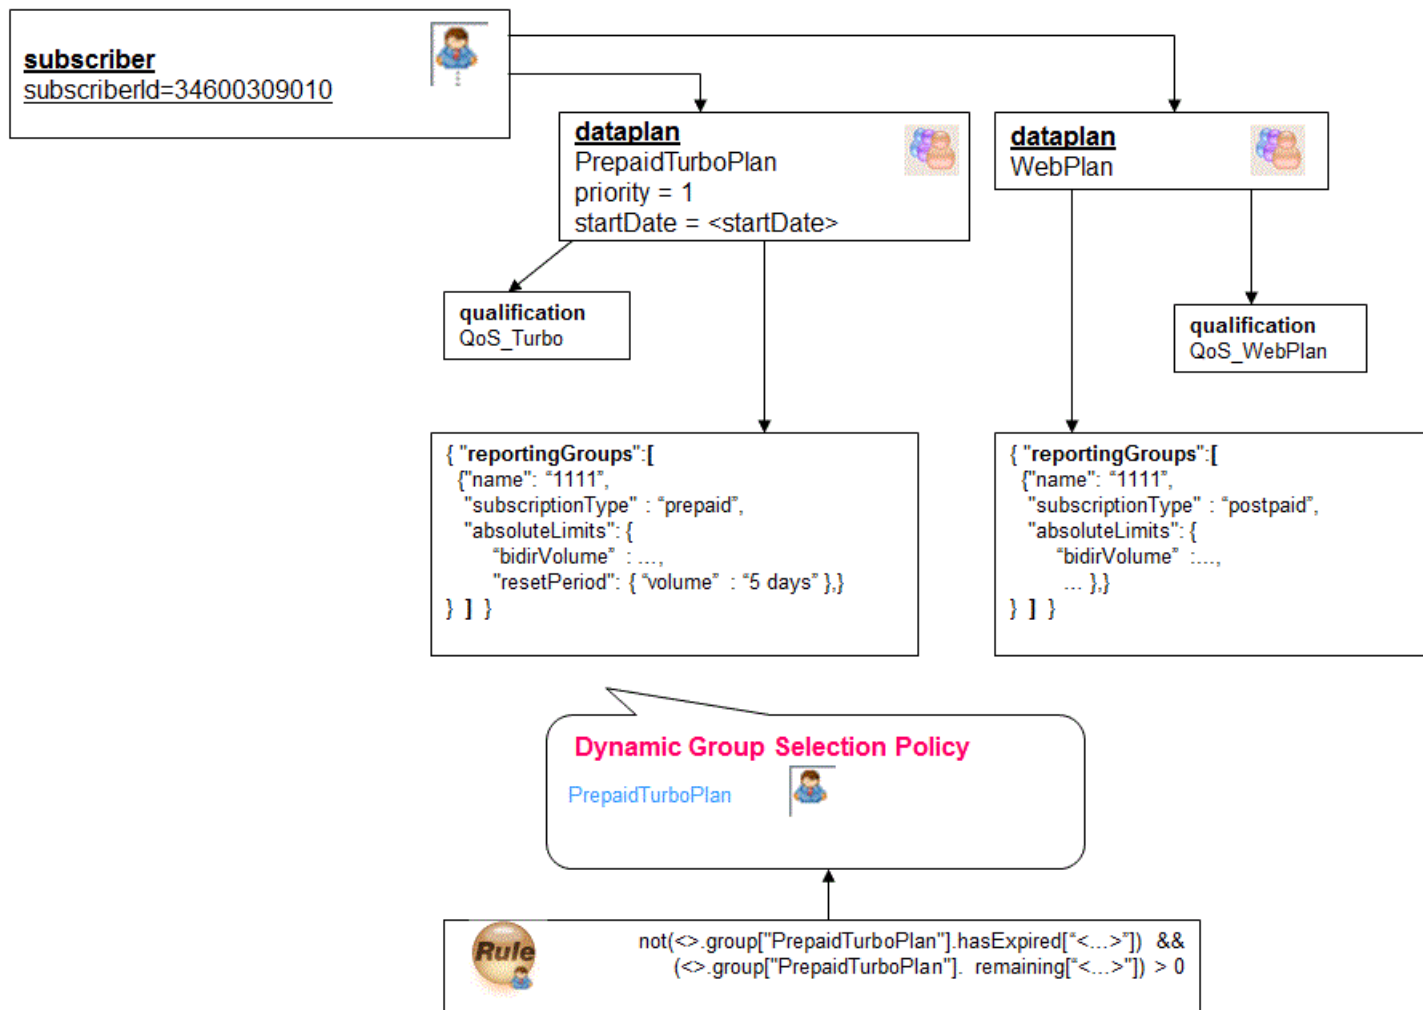 subscriber
subscriberId=34600309010
dataplan
PrepaidTurboPlan
priority = 1
startDate = <startDate>
dataplan
WebPlan
qualification
QoS_Turbo
qualification
QoS_WebPlan
{ "reportingGroups":[
{"name": “1111”,
"subscriptionType" : “prepaid”,
"absoluteLimits": {
“bidirVolume” : …,
"resetPeriod": { “volume” : “5 days” },}
} ] }
{ "reportingGroups":[
{"name": “1111”,
"subscriptionType" : “postpaid”,
"absoluteLimits": {
“bidirVolume” :….,
… },}
} ] }
Dynamic Group Selection Policy
PrepaidTurboPlan
Rule
not(<>.group["PrepaidTurboPlan"].hasExpired[“<…>”]) &&
(<>.group["PrepaidTurboPlan"]. remaining[“<…>”]) > 0